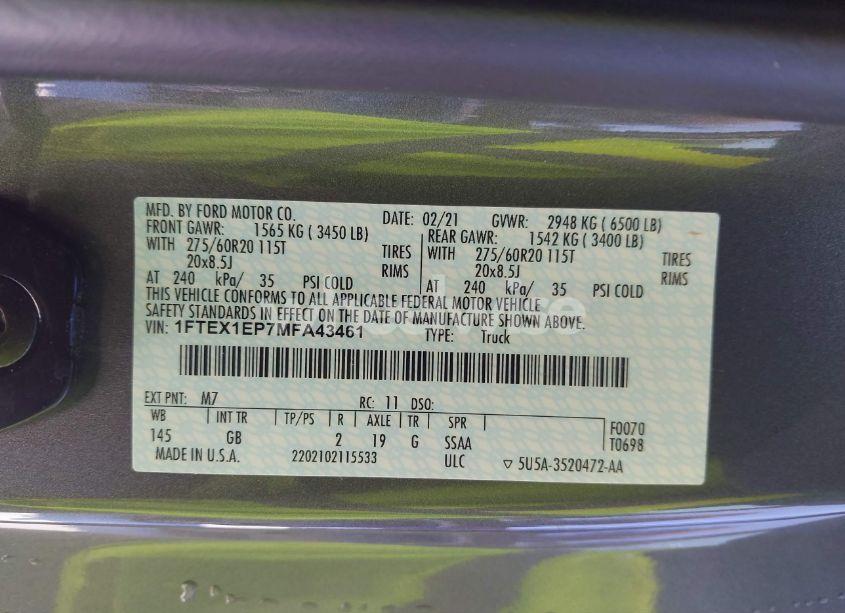 MFD. BY FORD MOTOR CO. DATE: 02/21 GVWR: 2948 KG ( 6500 LB)
FRONT GAWR: 1565 KG ( 3450 LB) REAR GAWR: 1542 KG ( 3400 LB)
WITH 275/60R20 115T TIRES WITH 275/60R20 115T TIRES
20x8.5J RIMS 20x8.5J RIMS
AT 240 kPa/ 35 PSI COLD AT 240 kPa/ 35 PSI COLD
THIS VEHICLE CONFORMS TO ALL APPLICABLE FEDERAL MOTOR VEHICLE
SAFETY STANDARDS IN EFFECT ON THE DATE OF MANUFACTURE SHOWN ABOVE.
VIN: 1FTEX1EP7MFA43461 TYPE: Truck
EXT PNT: M7 RC: 11 DSO:
WB INT TR TP/PS R AXLE TR SPR F0070
145 GB 2 19 G SSAA T0698
MADE IN U.S.A. 2202102115533 ULC ▽ 5U5A-3520472-AA